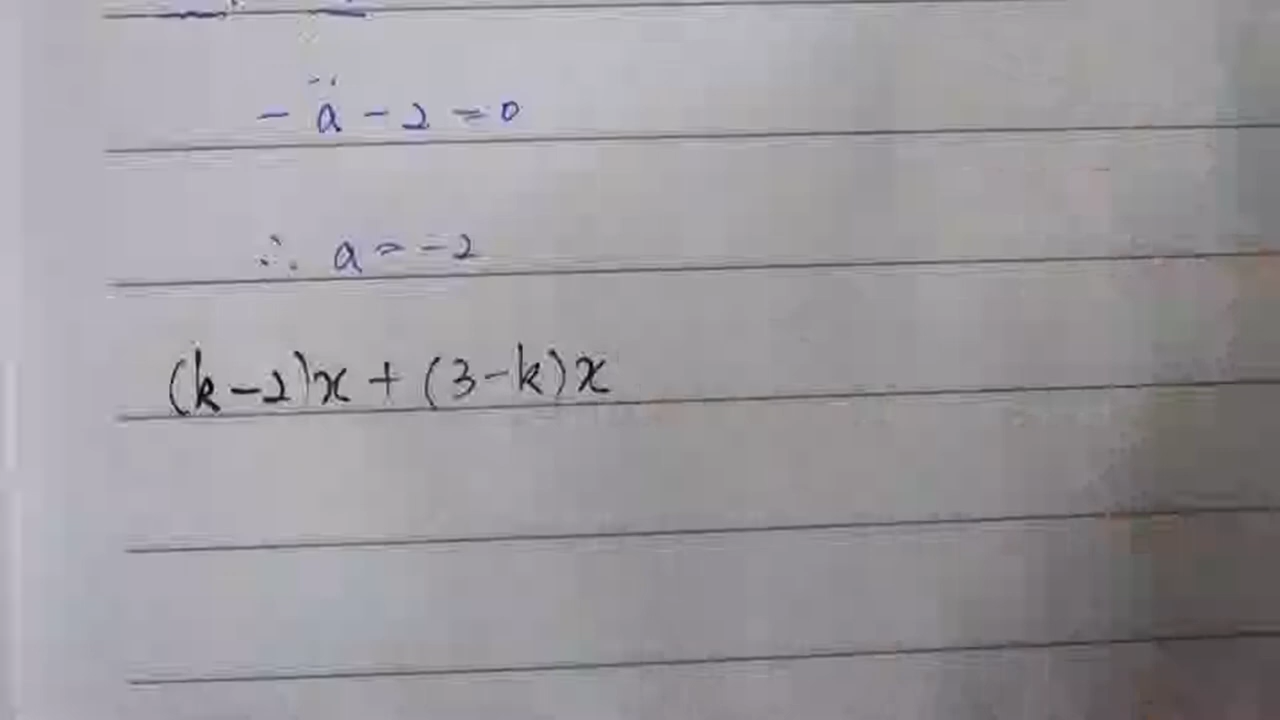 - a - 2 = 0
∴ a = -2
(k-2)x + (3-k)x